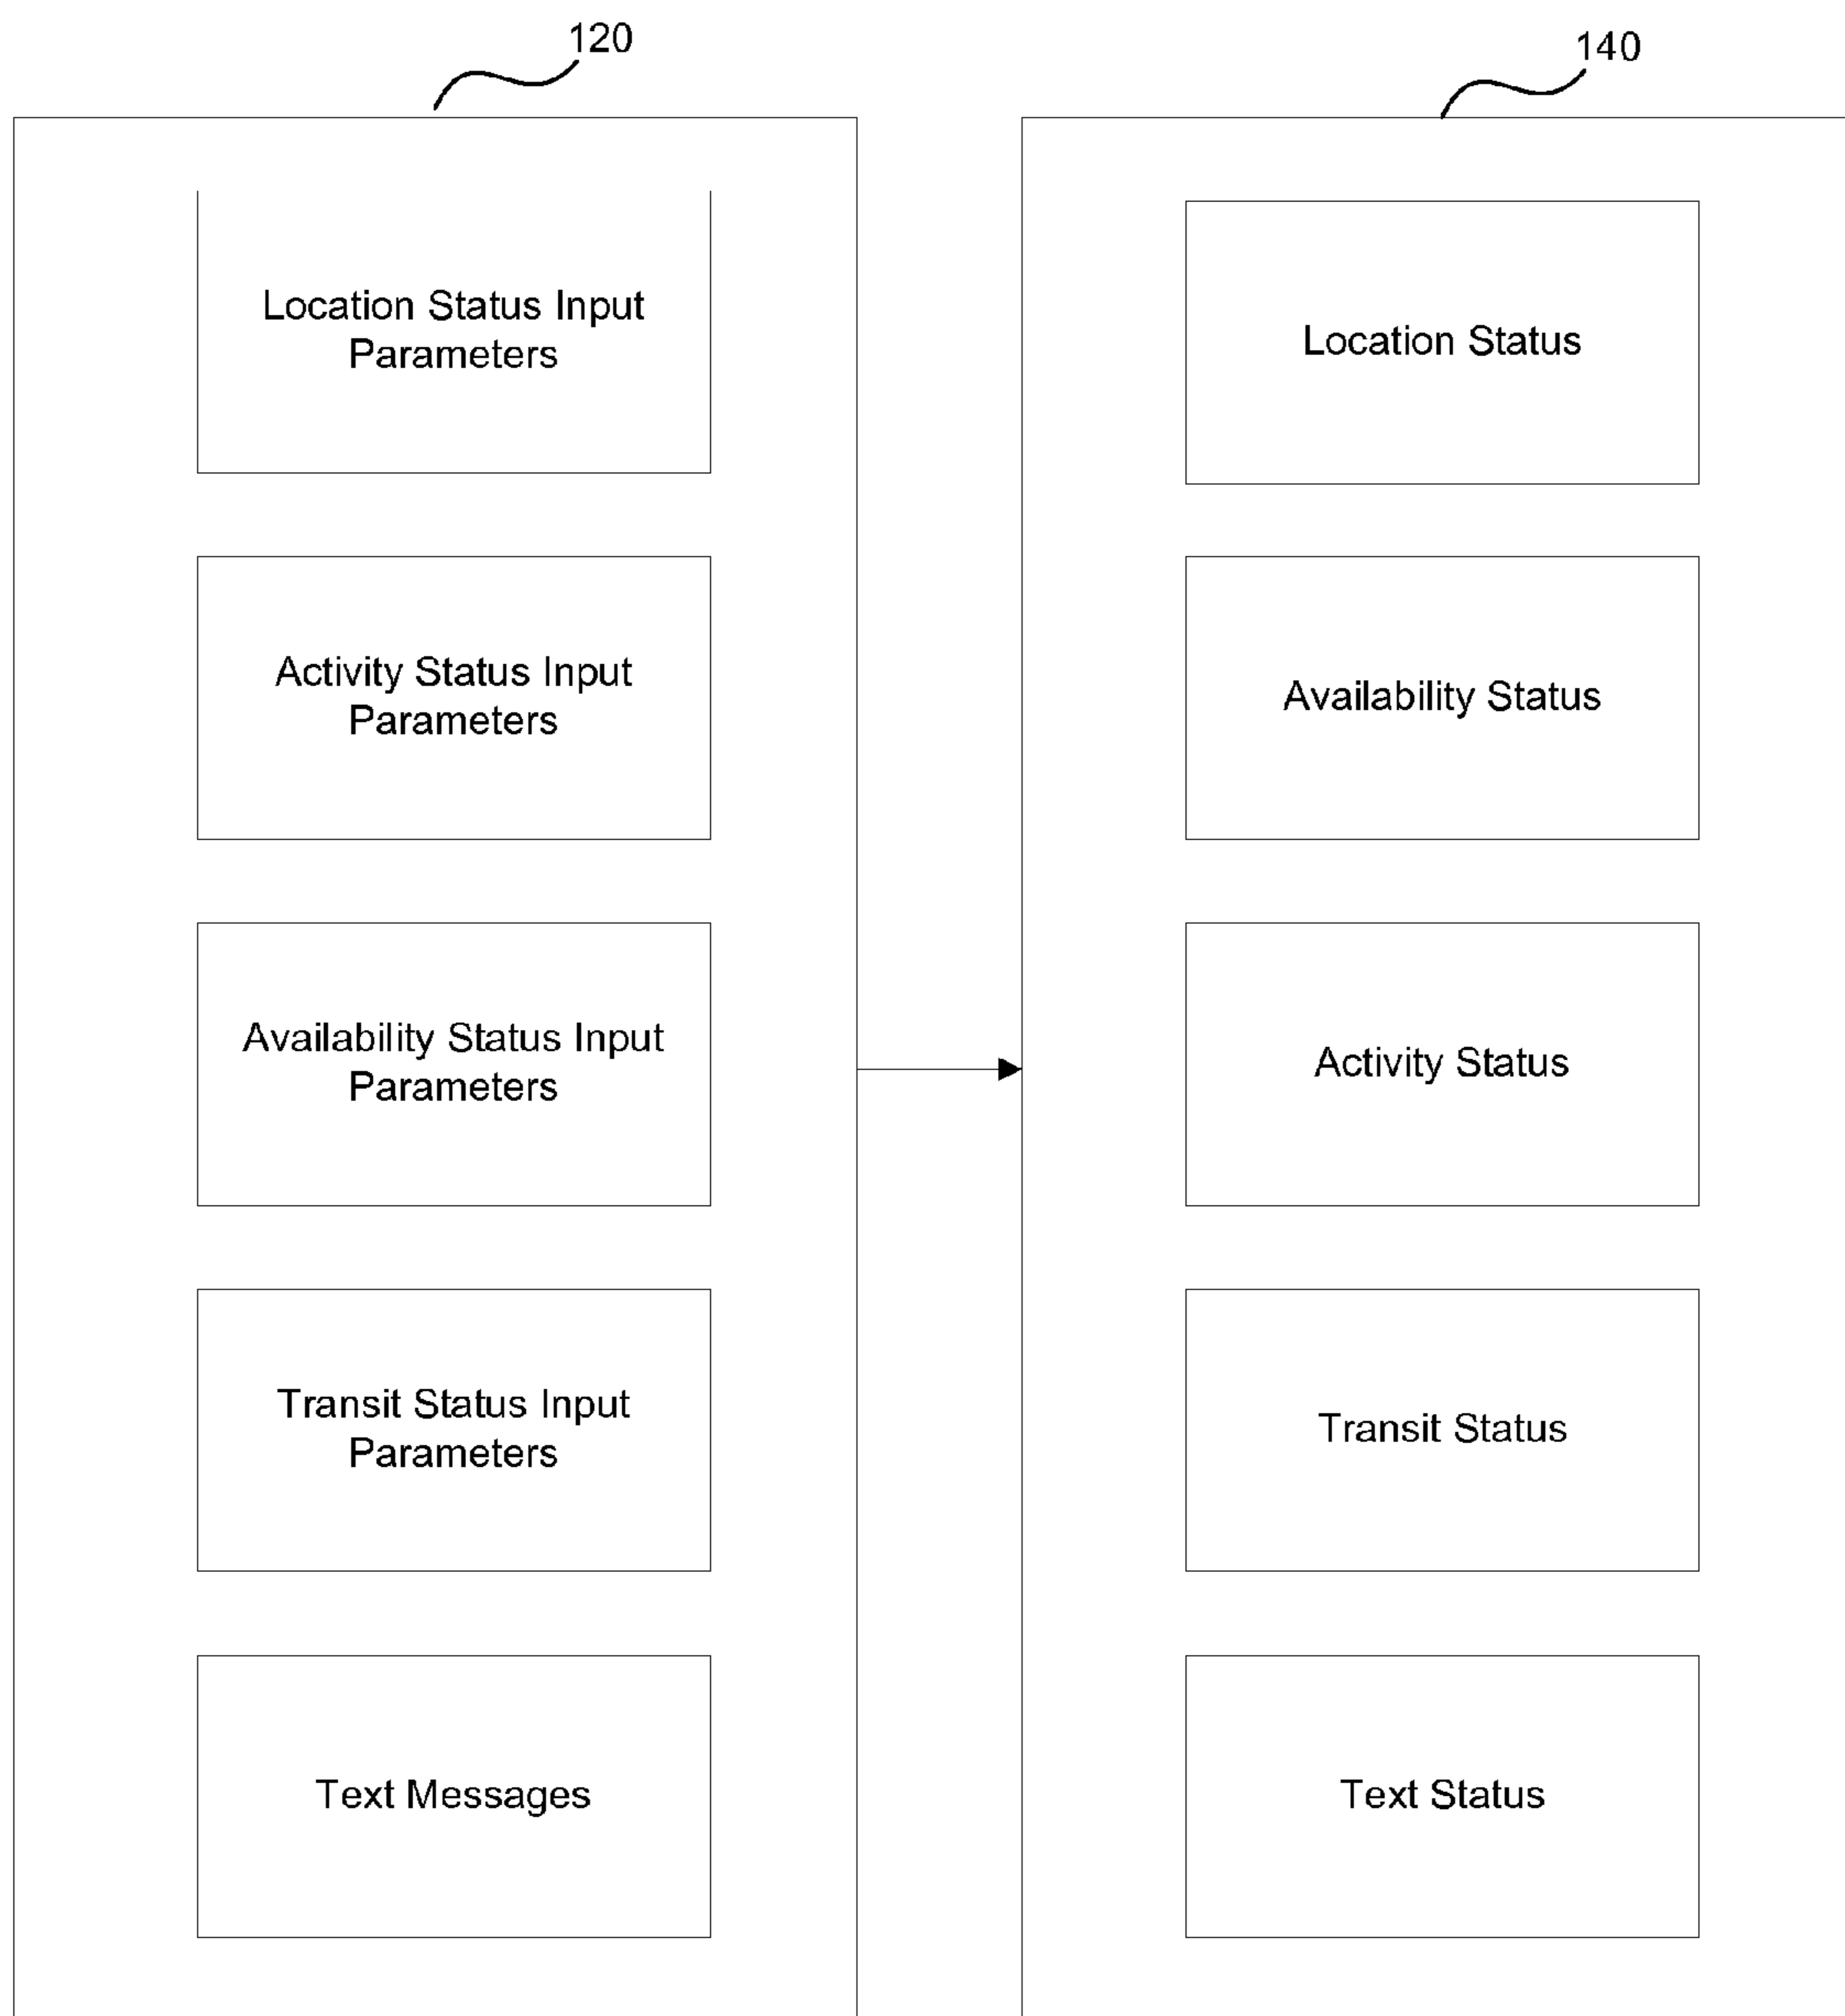 120
Location Status Input
Parameters
Activity Status Input
Parameters
Availability Status Input
Parameters
Transit Status Input
Parameters
Text Messages
140
Location Status
Availability Status
Activity Status
Transit Status
Text Status